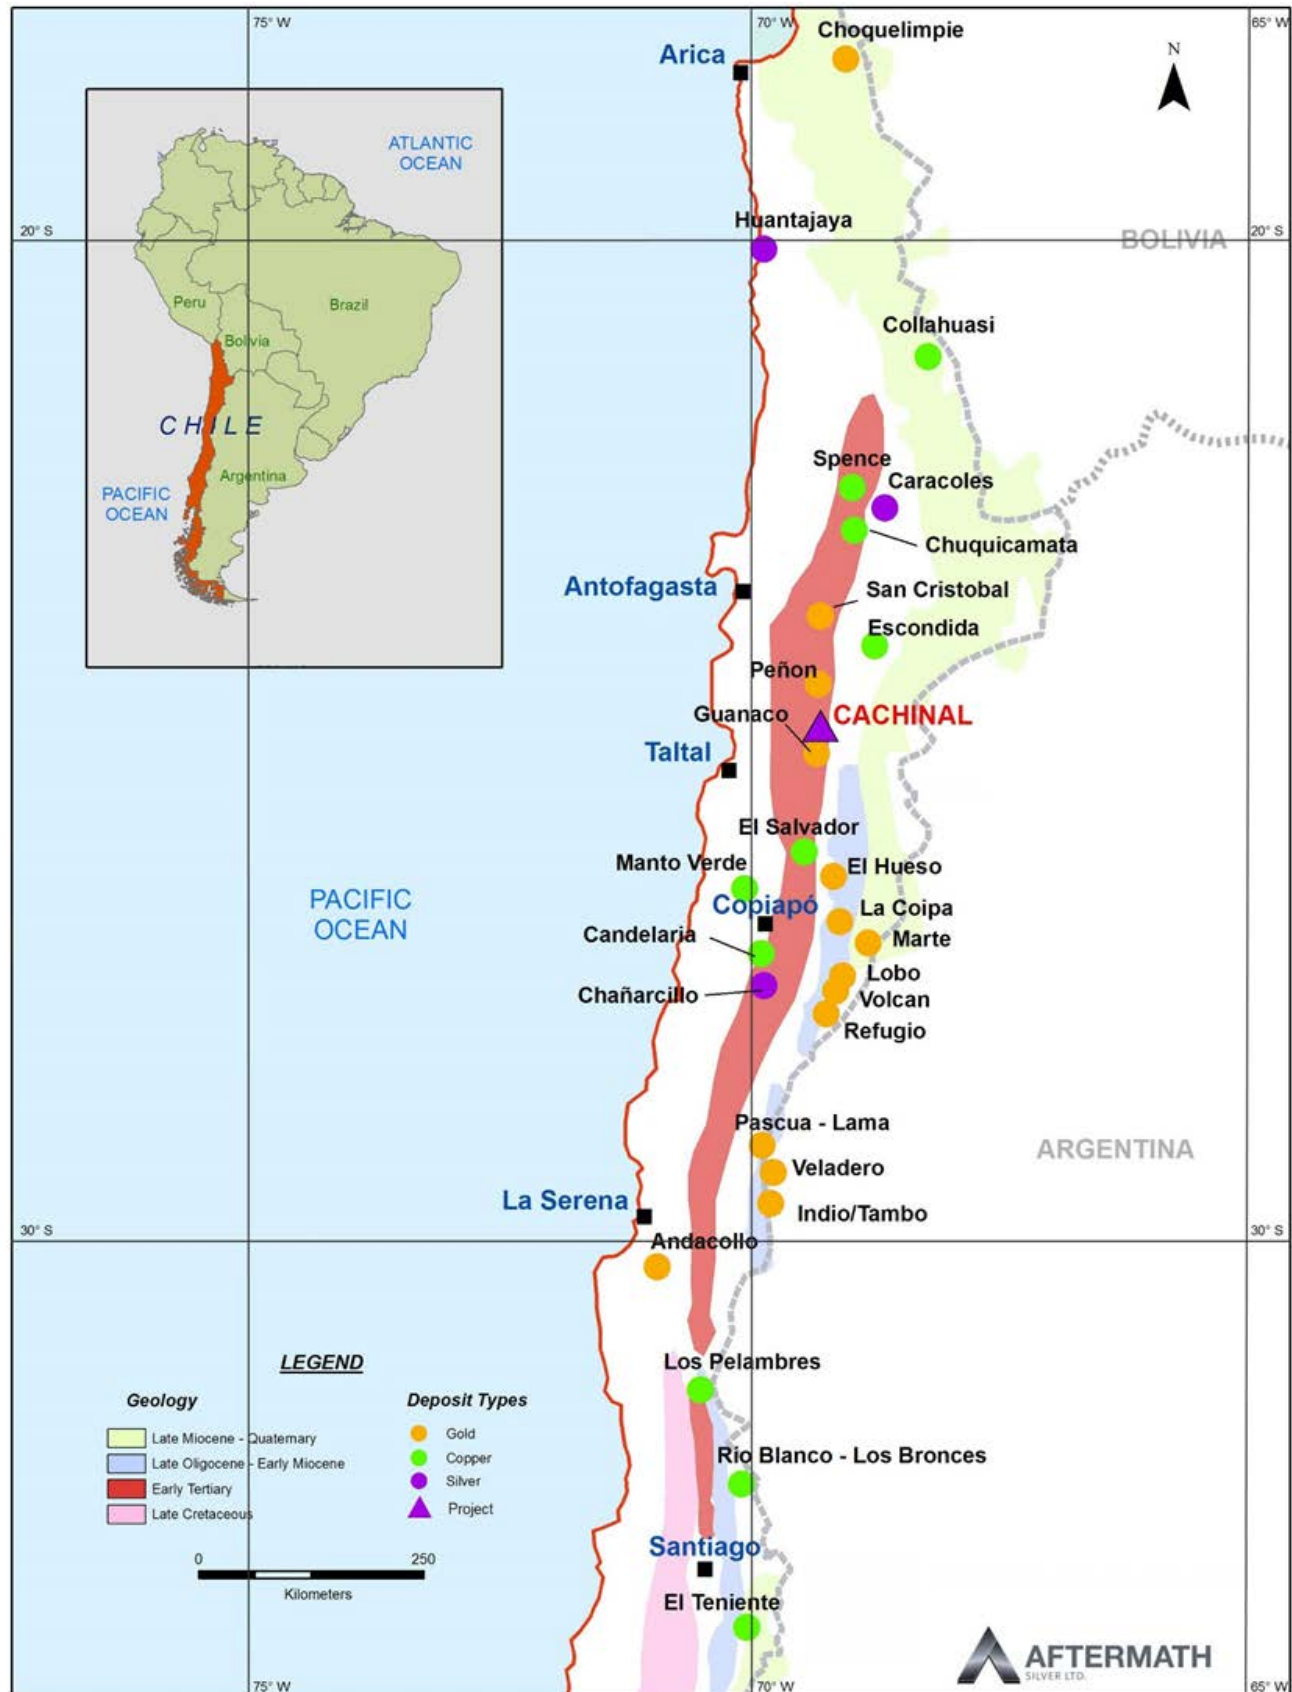 75° W
70° W
65° W
Choquelimpie
Arica
N
ATLANTIC
OCEAN
Huantajaya
20° S
20° S
BOLIVIA
Peru
Brazil
Bolivia
Collahuasi
CHILE
Argentina
Spence
Caracoles
PACIFIC
OCEAN
Chuquicamata
Antofagasta
San Cristobal
Escondida
Peñon
Guanaco
CACHINAL
Taltal
El Salvador
Manto Verde
El Hueso
PACIFIC
OCEAN
Copiapó
La Coipa
Candelaria
Marte
Lobo
Chañarcillo
Volcan
Refugio
Pascua - Lama
ARGENTINA
Veladero
La Serena
Indio/Tambo
30° S
30° S
Andacollo
LEGEND
Los Pelambres
Geology
Deposit Types
Late Miocene - Quaternary
Gold
Late Oligocene - Early Miocene
Copper
Early Tertiary
Silver
Late Cretaceous
Project
Rio Blanco - Los Bronces
Santiago
0
250
Kilometers
El Teniente
AFTERMATH
SILVER LTD.
75° W
70° W
65° W